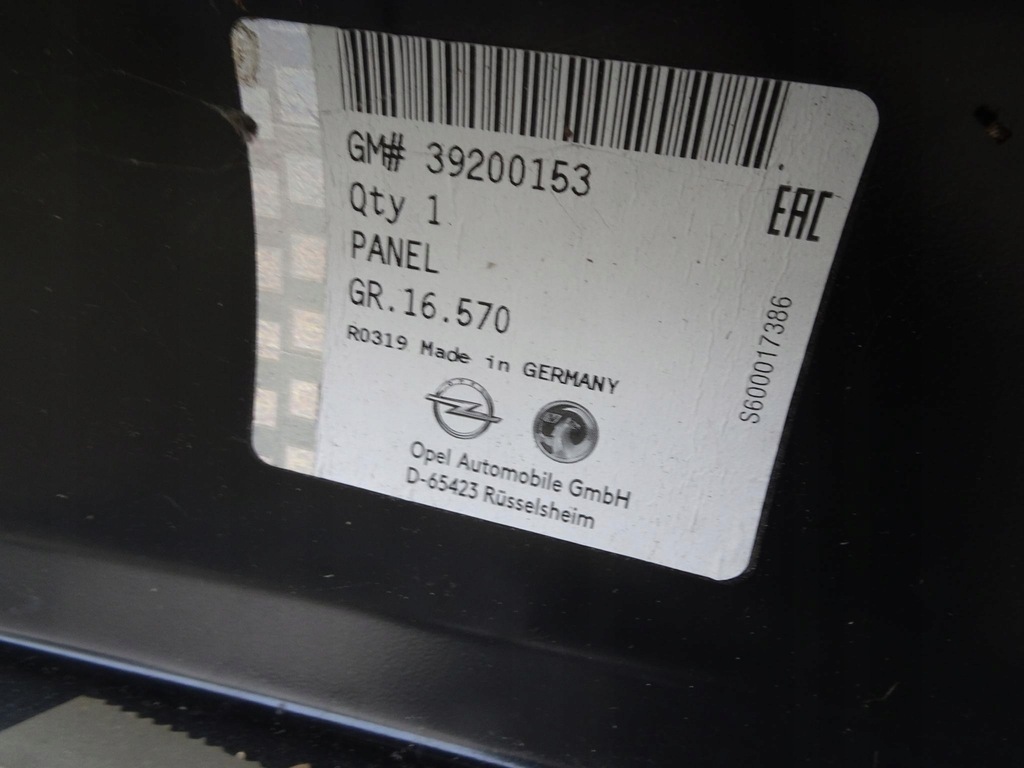 GM# 39200153
Qty 1
PANEL
GR.16.570
R0319 Made in GERMANY
Opel Automobile GmbH
D-65423 Rüsselsheim
EAC
S600017386